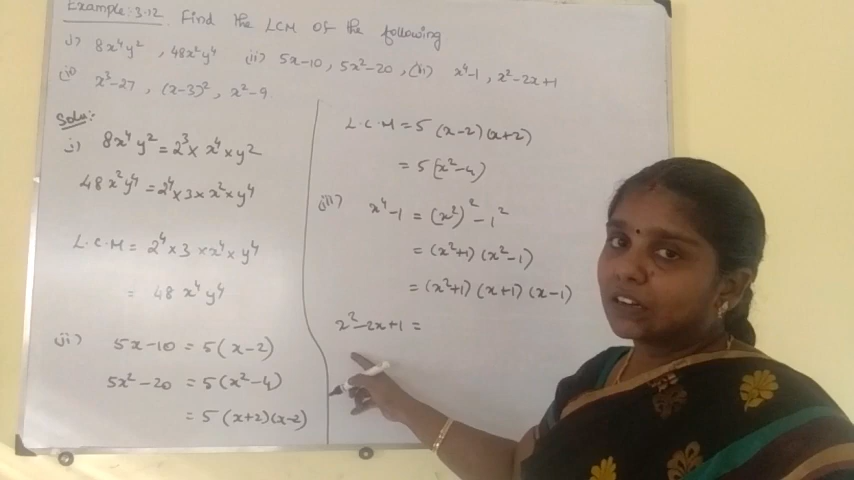 Example: 3.12. Find the LCM of the following
i) 8x⁴y², 48x²y⁴ (ii) 5x-10, 5x²-20, (iii) x⁴-1, x²-2x+1
(iv) x³-27, (x-3)², x²-9.
Soln:
i) 8x⁴y² = 2³ × x⁴ × y²
48x²y⁴ = 2⁴ × 3 × x² × y⁴
L.C.M = 2⁴ × 3 × x⁴ × y⁴
= 48 x⁴ y⁴
ii) 5x-10 = 5(x-2)
5x²-20 = 5(x²-4)
= 5(x+2)(x-2)
L.C.M = 5(x-2)(x+2)
= 5[x²-4)
(iii) x⁴-1 = (x²)² - 1²
= (x²+1)(x²-1)
= (x²+1)(x+1)(x-1)
x²-2x+1 =